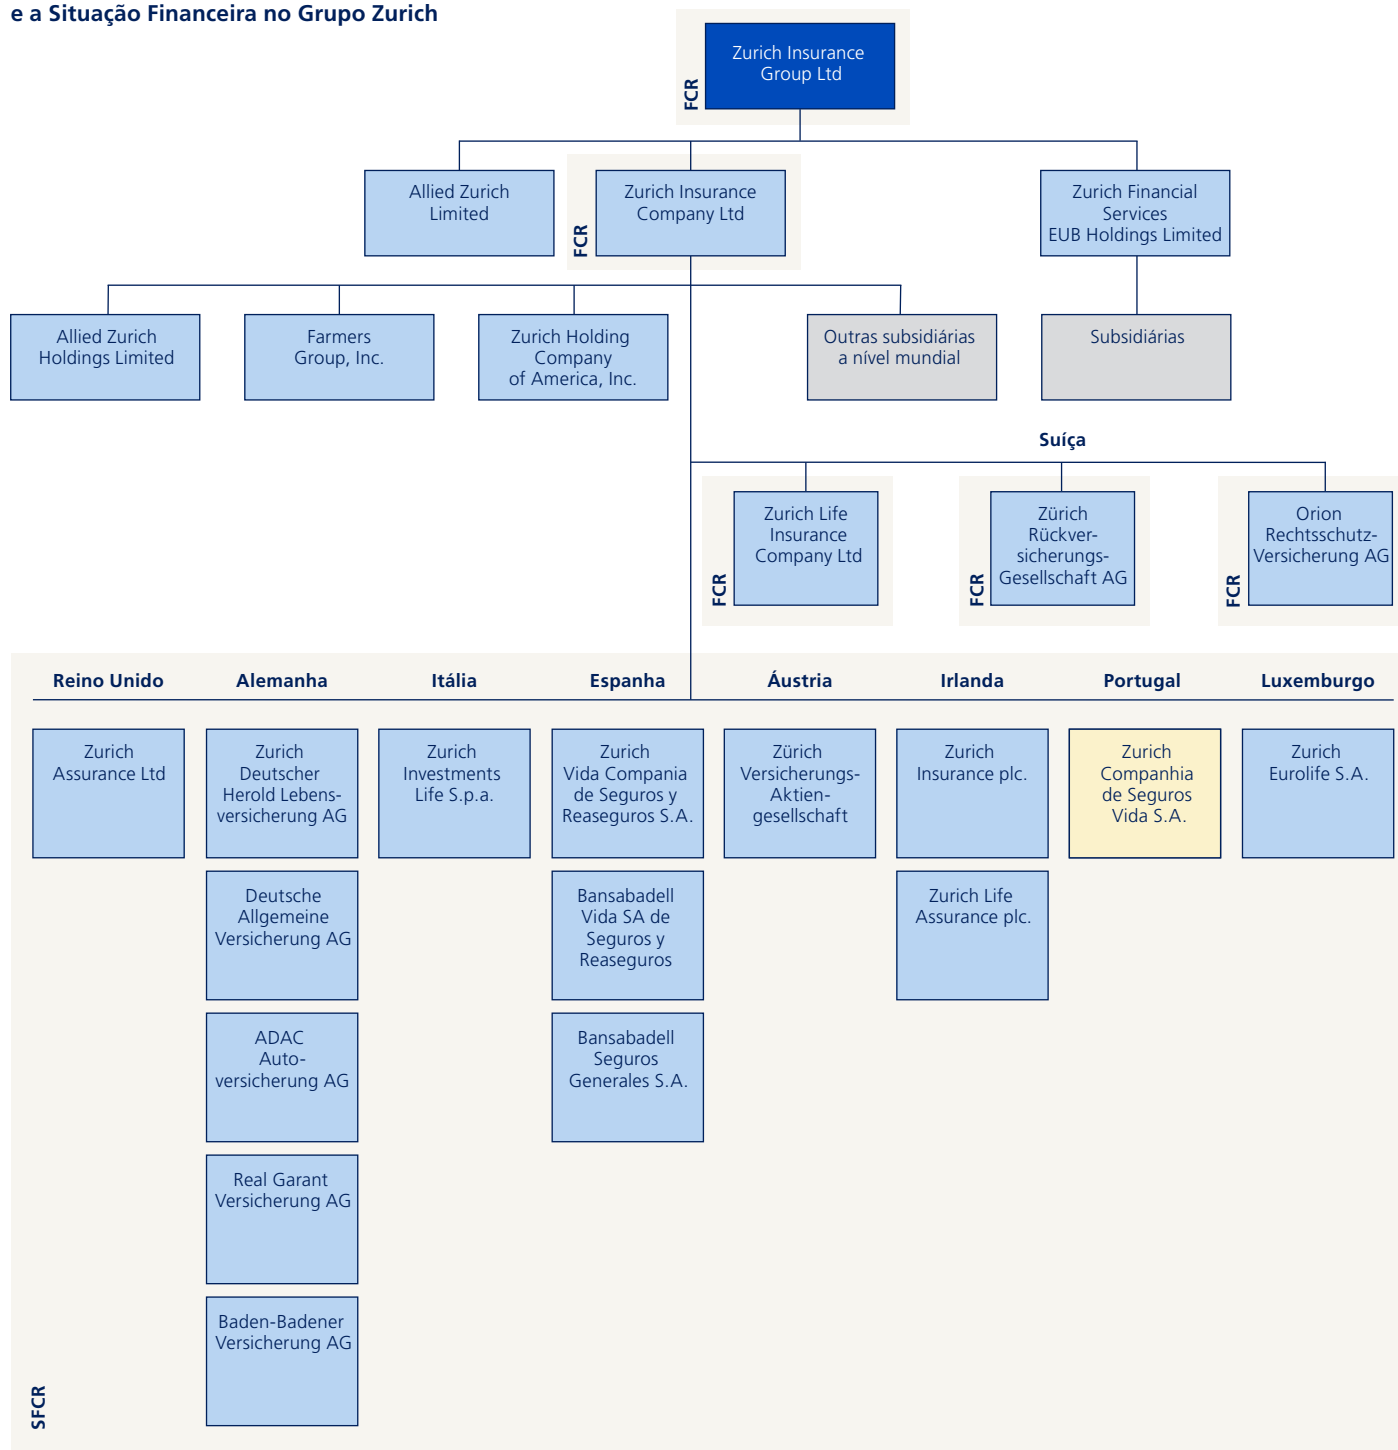 e a Situação Financeira no Grupo Zurich
FCR
Zurich Insurance
Group Ltd
Allied Zurich
Limited
FCR
Zurich Insurance
Company Ltd
Zurich Financial
Services
EUB Holdings Limited
Allied Zurich
Holdings Limited
Farmers
Group, Inc.
Zurich Holding
Company
of America, Inc.
Outras subsidiárias
a nível mundial
Subsidiárias
Suíça
FCR
Zurich Life
Insurance
Company Ltd
FCR
Zürich
Rückver-
sicherungs-
Gesellschaft AG
FCR
Orion
Rechtsschutz-
Versicherung AG
Reino Unido
Alemanha
Itália
Espanha
Áustria
Irlanda
Portugal
Luxemburgo
Zurich
Assurance Ltd
Zurich
Deutscher
Herold Lebens-
versicherung AG
Zurich
Investments
Life S.p.a.
Zurich
Vida Compania
de Seguros y
Reaseguros S.A.
Zürich
Versicherungs-
Aktien-
gesellschaft
Zurich
Insurance plc.
Zurich
Companhia
de Seguros
Vida S.A.
Zurich
Eurolife S.A.
Deutsche
Allgemeine
Versicherung AG
Bansabadell
Vida SA de
Seguros y
Reaseguros
Zurich Life
Assurance plc.
ADAC
Auto-
versicherung AG
Bansabadell
Seguros
Generales S.A.
Real Garant
Versicherung AG
Baden-Badener
Versicherung AG
SFCR